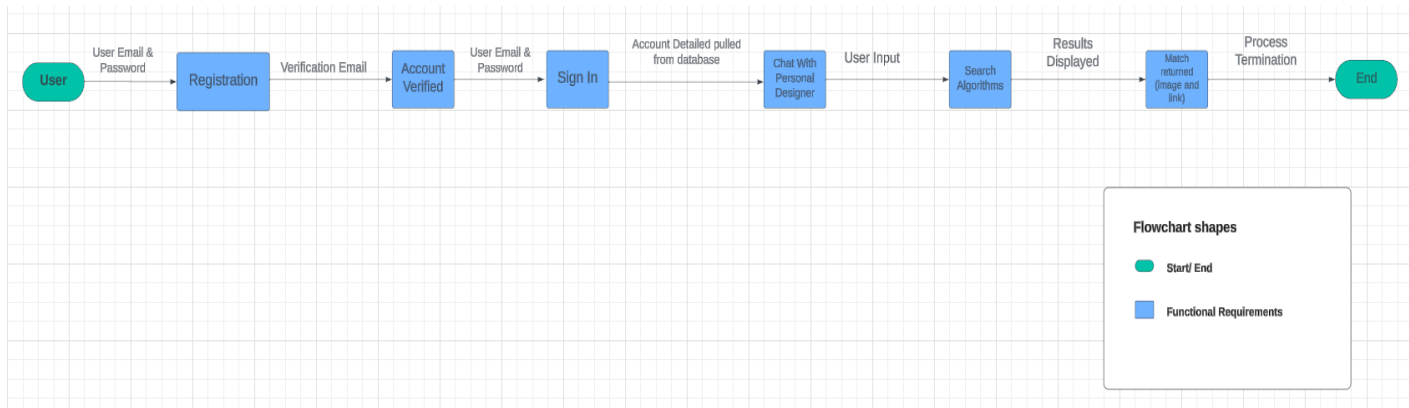 User
User Email &
Password
Registration
Verification Email
Account
Verified
User Email &
Password
Sign In
Account Detailed pulled
from database
Chat With
Personal
Designer
User Input
Search
Algorithms
Results
Displayed
Match
returned
(image and
link)
Process
Termination
End
Flowchart shapes
Start/ End
Functional Requirements